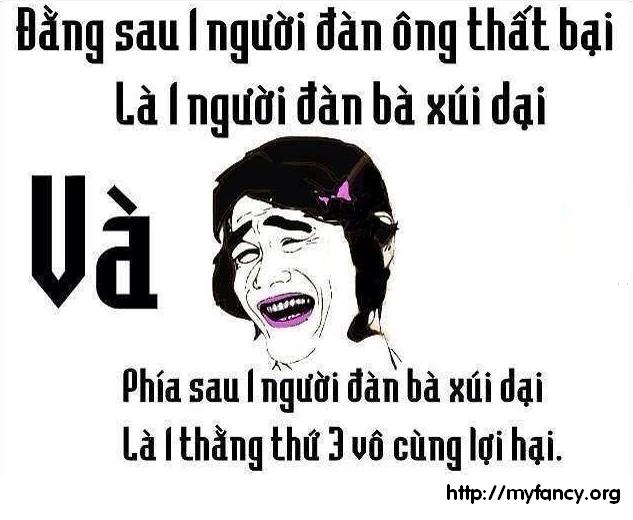 Đằng sau 1 người đàn ông thất bại
Là 1 người đàn bà xúi dại
Và
Phía sau 1 người đàn bà xúi dại
Là 1 thằng thứ 3 vô cùng lợi hại.
http://myfancy.org